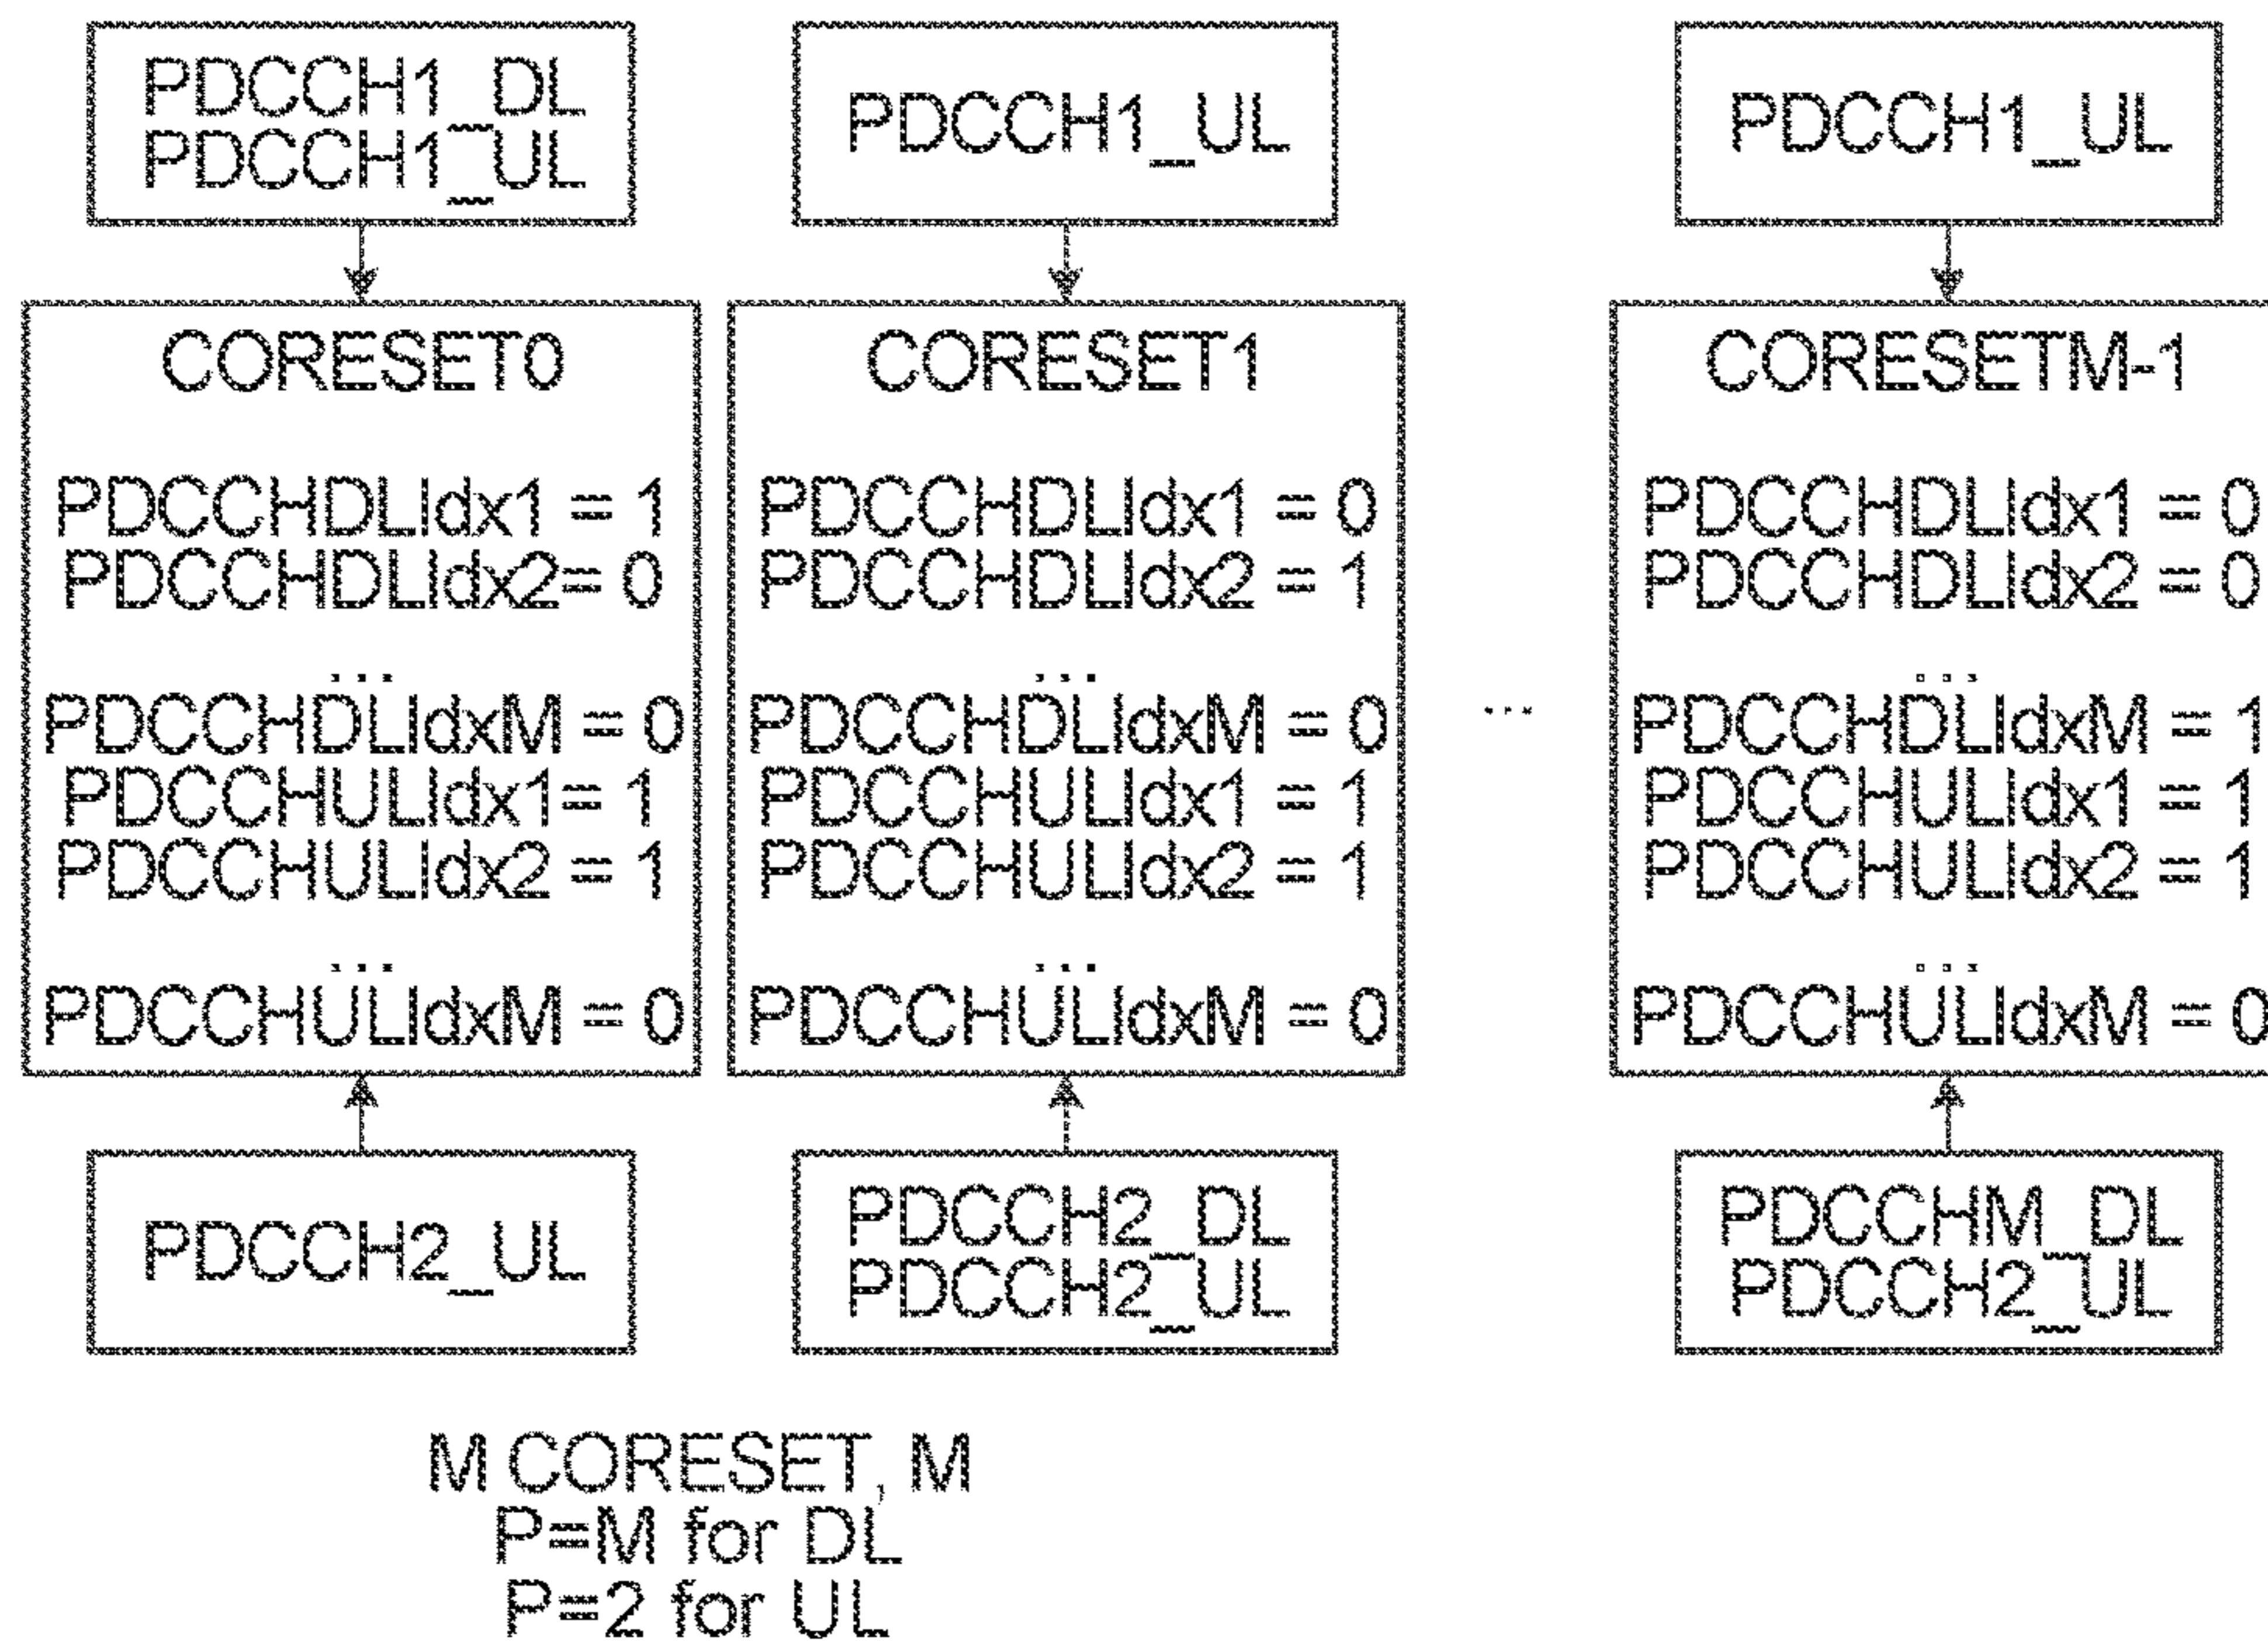 PDCCH1_DL
PDCCH1_UL
PDCCH1_UL
PDCCH1_UL
CORESET0
PDCCHDLIdx1 = 1
PDCCHDLIdx2= 0
...
PDCCHDLIdxM = 0
PDCCHULIdx1= 1
PDCCHULIdx2 = 1
...
PDCCHULIdxM = 0
CORESET1
PDCCHDLIdx1 = 0
PDCCHDLIdx2 = 1
...
PDCCHDLIdxM = 0
PDCCHULIdx1 = 1
PDCCHULIdx2 = 1
...
PDCCHULIdxM = 0
...
CORESETM-1
PDCCHDLIdx1 = 0
PDCCHDLIdx2 = 0
...
PDCCHDLIdxM = 1
PDCCHULIdx1 = 1
PDCCHULIdx2 = 1
...
PDCCHULIdxM = 0
PDCCH2_UL
PDCCH2_DL
PDCCH2_UL
PDCCHM_DL
PDCCH2_UL
M CORESET, M
P=M for DL
P=2 for UL